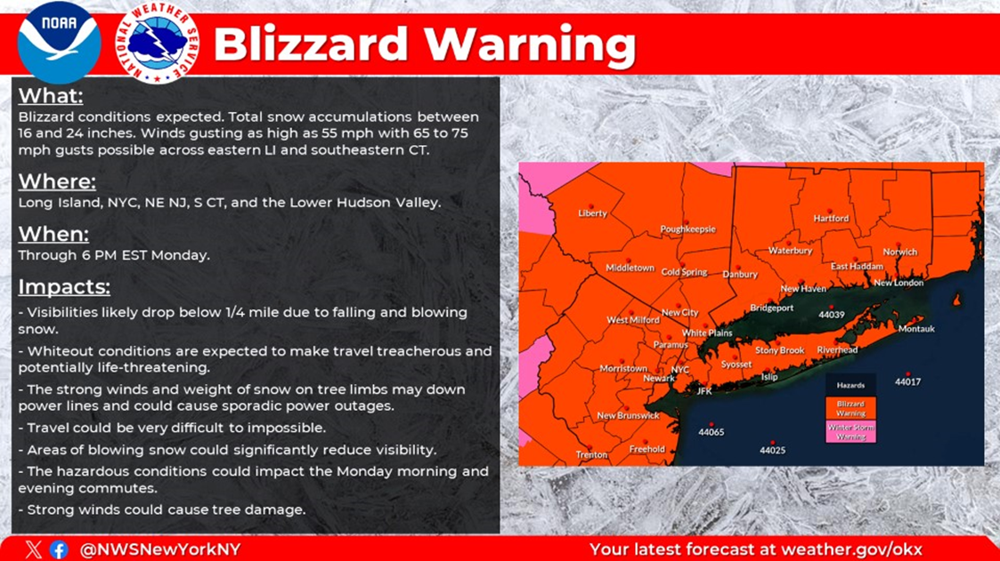 NOAA
NATIONAL WEATHER SERVICE
Blizzard Warning
What:
Blizzard conditions expected. Total snow accumulations between
16 and 24 inches. Winds gusting as high as 55 mph with 65 to 75
mph gusts possible across eastern LI and southeastern CT.
Where:
Long Island, NYC, NE NJ, S CT, and the Lower Hudson Valley.
When:
Through 6 PM EST Monday.
Impacts:
- Visibilities likely drop below 1/4 mile due to falling and blowing
snow.
- Whiteout conditions are expected to make travel treacherous and
potentially life-threatening.
- The strong winds and weight of snow on tree limbs may down
power lines and could cause sporadic power outages.
- Travel could be very difficult to impossible.
- Areas of blowing snow could significantly reduce visibility.
- The hazardous conditions could impact the Monday morning and
evening commutes.
- Strong winds could cause tree damage.
Liberty
Poughkeepsie
Hartford
Waterbury
Norwich
Middletown
Cold Spring
Danbury
East Haddam
New Haven
New London
Bridgeport
44039
West Milford
New City
White Plains
Montauk
Paramus
Stony Brook
Riverhead
Morristown
NYC
Syosset
Newark
Islip
JFK
44017
New Brunswick
44065
44025
Trenton
Freehold
Hazards
Blizzard
Warning
Winter Storm
Warning
@NWSNewYorkNY
Your latest forecast at weather.gov/okx